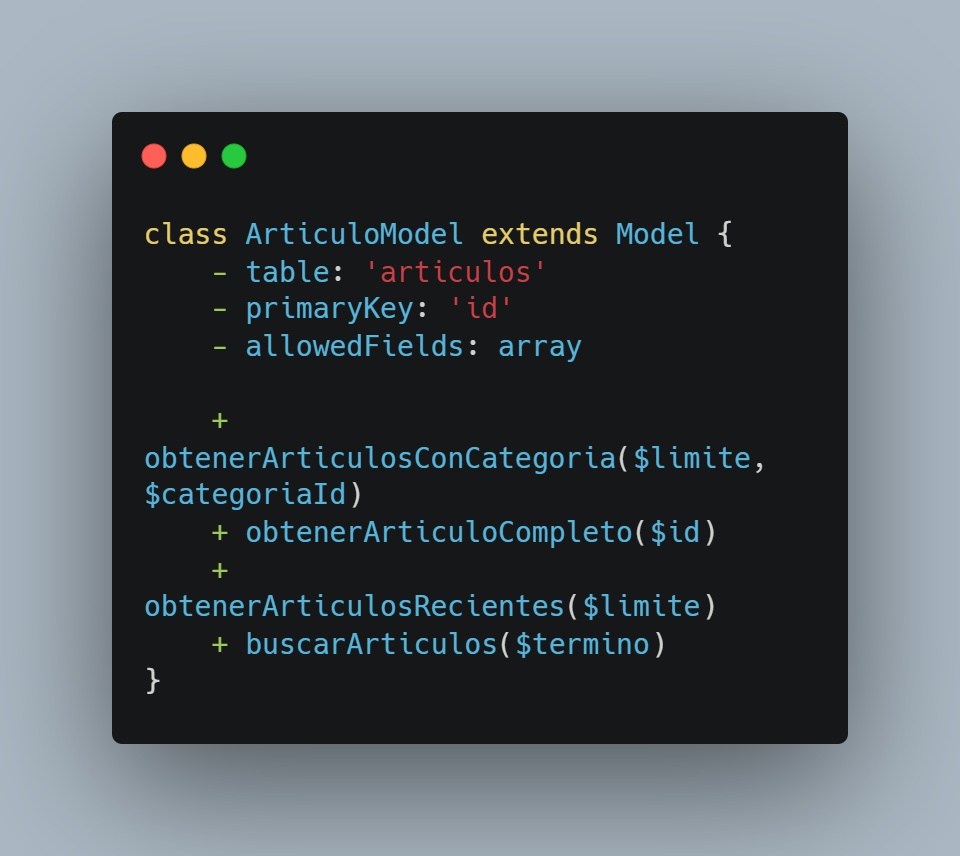 class ArticuloModel extends Model {
    - table: 'articulos'
    - primaryKey: 'id'
    - allowedFields: array

    +
obtenerArticulosConCategoria($limite,
$categoriaId)
    + obtenerArticuloCompleto($id)
    +
obtenerArticulosRecientes($limite)
    + buscarArticulos($termino)
}